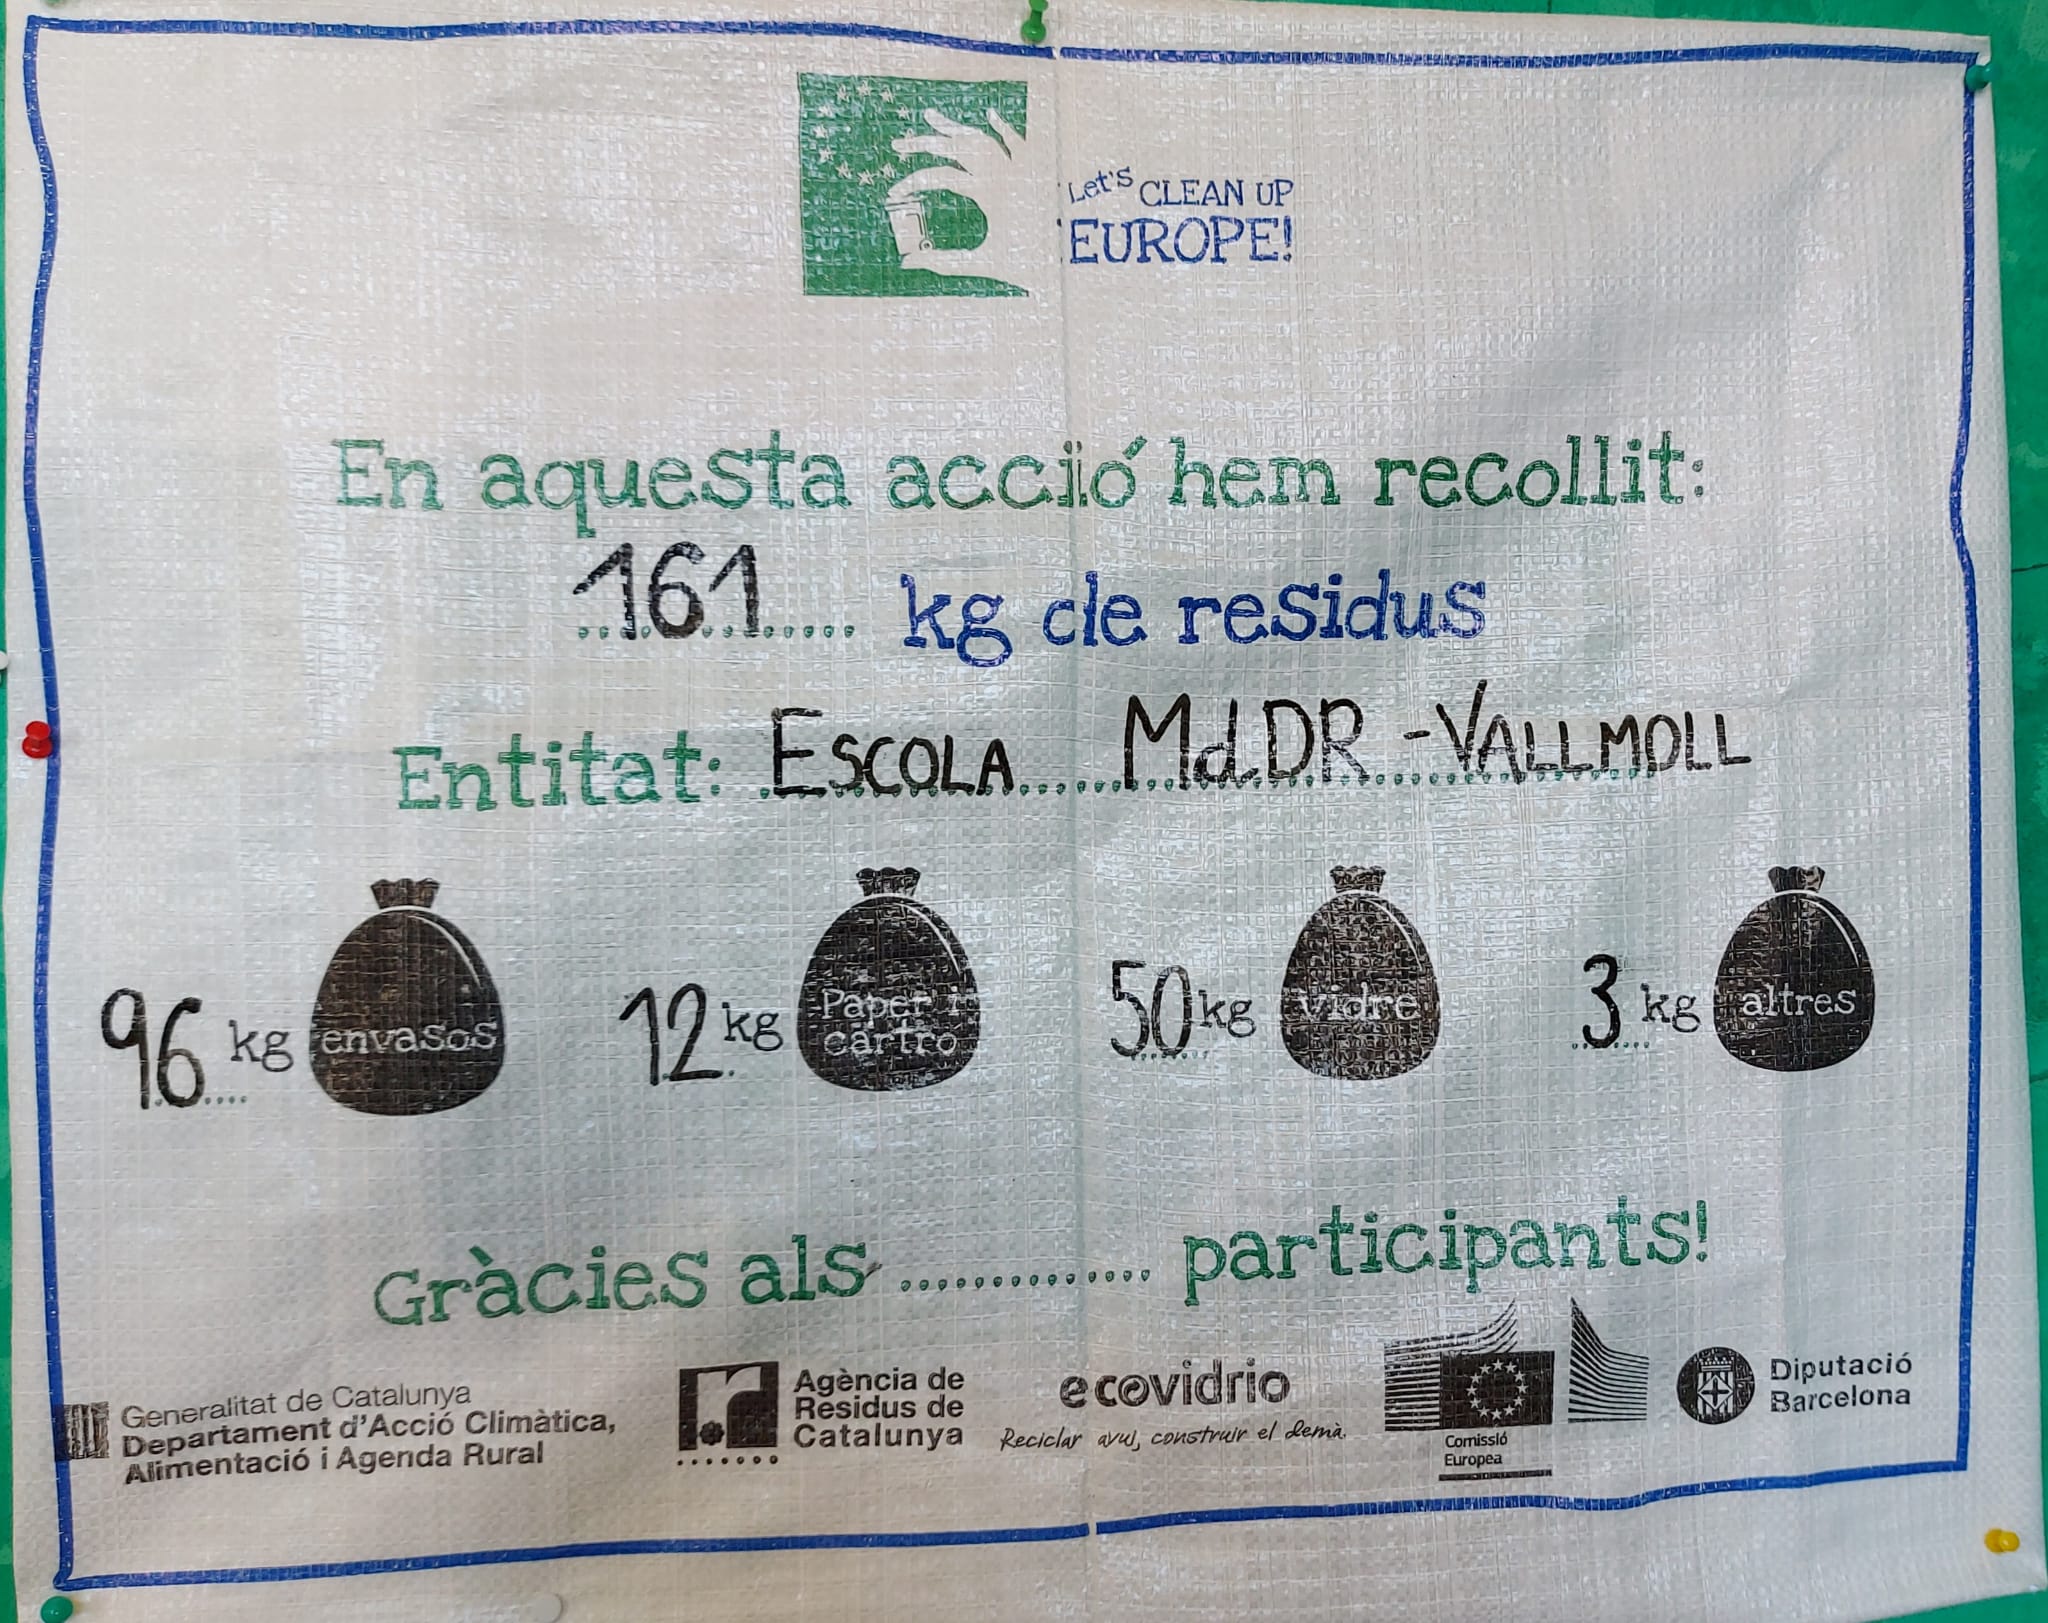 Let's CLEAN UP
EUROPE!
En aquesta acció hem recollit:
161 kg de residus
Entitat: ESCOLA MdDR - VALLMOLL
96 kg envasos
12 kg Paper i cartró
50 kg vidre
3 kg altres
Gràcies als .............. participants!
Generalitat de Catalunya
Departament d'Acció Climàtica,
Alimentació i Agenda Rural
Agència de
Residus de
Catalunya
ecovidrio
Reciclar avui, construir el demà.
Comissió
Europea
Diputació
Barcelona